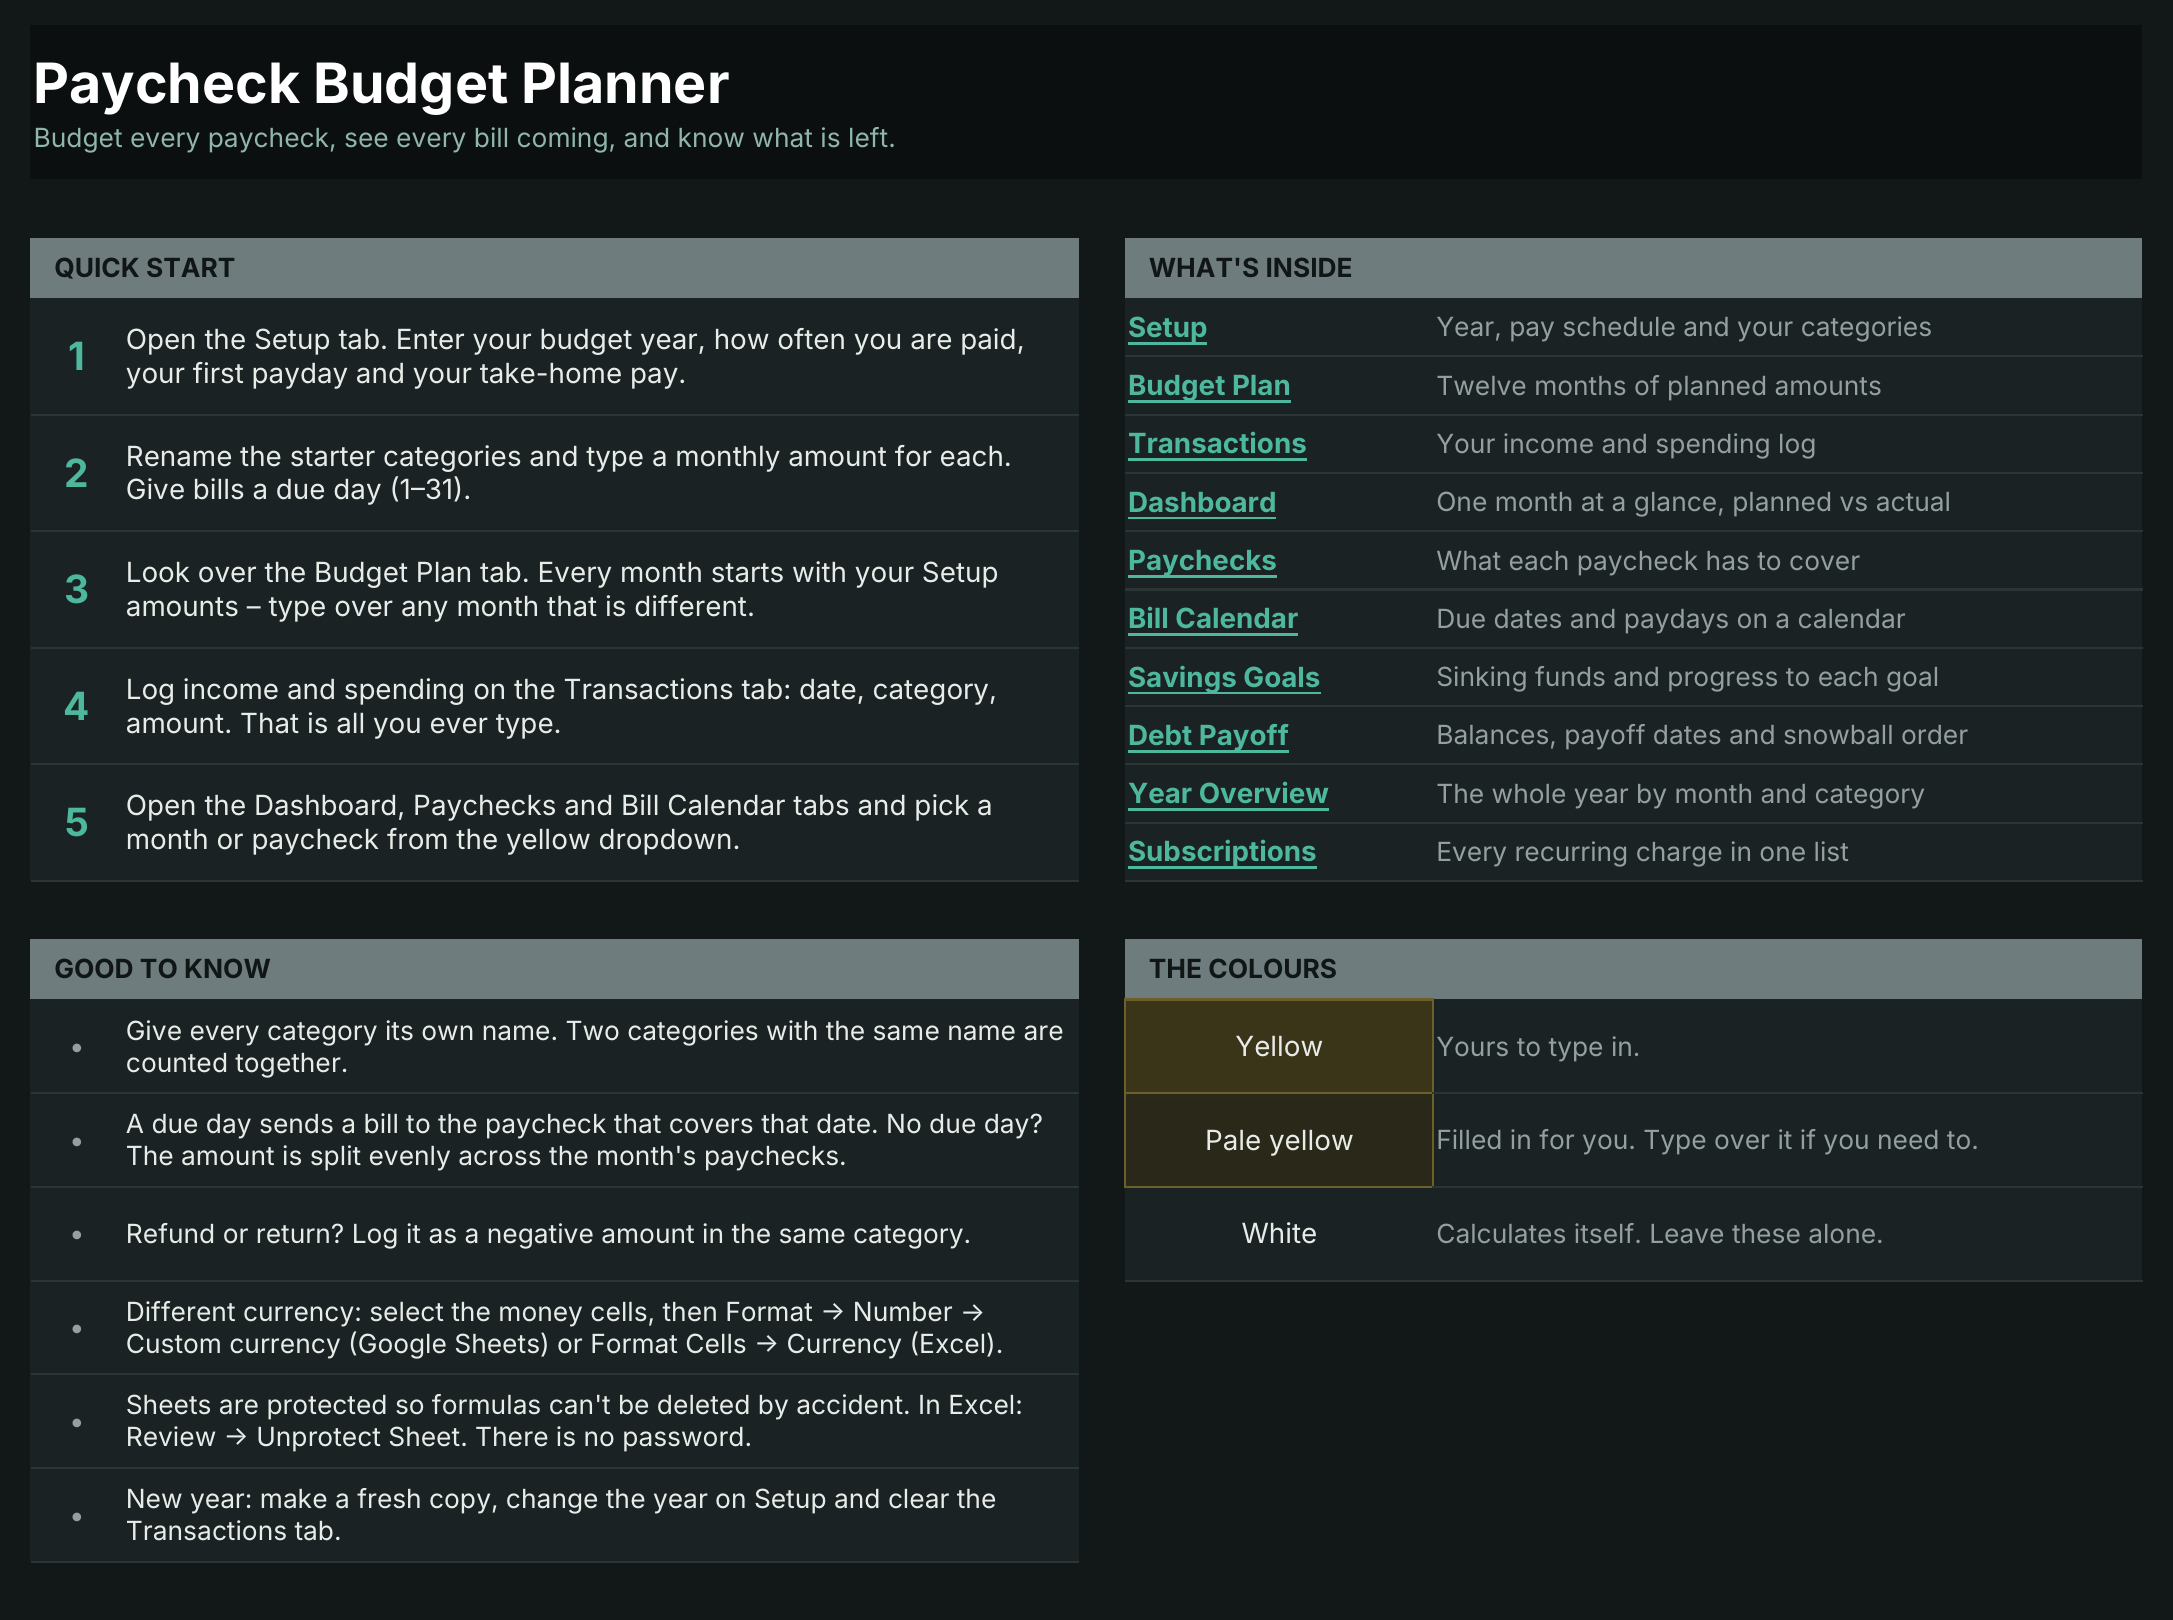 Paycheck Budget Planner
Budget every paycheck, see every bill coming, and know what is left.
QUICK START
1
Open the Setup tab. Enter your budget year, how often you are paid,
your first payday and your take-home pay.
2
Rename the starter categories and type a monthly amount for each.
Give bills a due day (1–31).
3
Look over the Budget Plan tab. Every month starts with your Setup
amounts – type over any month that is different.
4
Log income and spending on the Transactions tab: date, category,
amount. That is all you ever type.
5
Open the Dashboard, Paychecks and Bill Calendar tabs and pick a
month or paycheck from the yellow dropdown.
WHAT'S INSIDE
Setup Year, pay schedule and your categories
Budget Plan Twelve months of planned amounts
Transactions Your income and spending log
Dashboard One month at a glance, planned vs actual
Paychecks What each paycheck has to cover
Bill Calendar Due dates and paydays on a calendar
Savings Goals Sinking funds and progress to each goal
Debt Payoff Balances, payoff dates and snowball order
Year Overview The whole year by month and category
Subscriptions Every recurring charge in one list
GOOD TO KNOW
• Give every category its own name. Two categories with the same name are
counted together.
• A due day sends a bill to the paycheck that covers that date. No due day?
The amount is split evenly across the month's paychecks.
• Refund or return? Log it as a negative amount in the same category.
• Different currency: select the money cells, then Format → Number →
Custom currency (Google Sheets) or Format Cells → Currency (Excel).
• Sheets are protected so formulas can't be deleted by accident. In Excel:
Review → Unprotect Sheet. There is no password.
• New year: make a fresh copy, change the year on Setup and clear the
Transactions tab.
THE COLOURS
Yellow Yours to type in.
Pale yellow Filled in for you. Type over it if you need to.
White Calculates itself. Leave these alone.